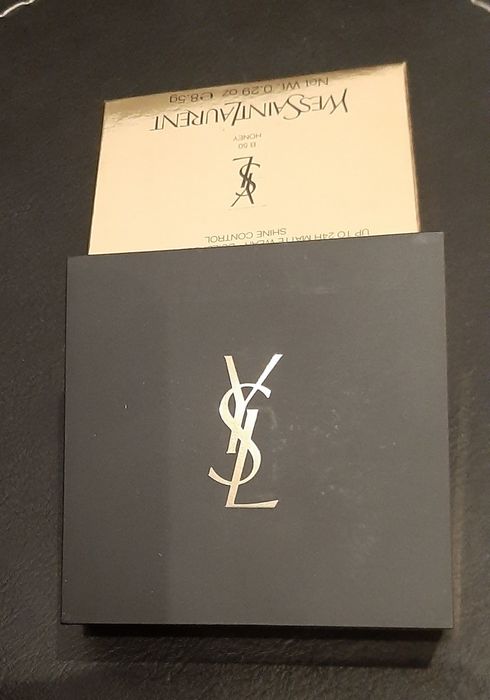 UP TO 24H MATTE WEAR
SHINE CONTROL
YSL
B 50
HONEY
YVESSAINTLAURENT
Net Wt. 0.29 oz ℮8.5g
YSL